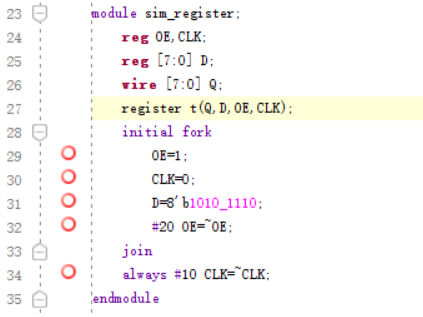 23 module sim_register;
24 reg OE,CLK;
25 reg [7:0] D;
26 wire [7:0] Q;
27 register t(Q,D,OE,CLK);
28 initial fork
29 OE=1;
30 CLK=0;
31 D=8'b1010_1110;
32 #20 OE=~OE;
33 join
34 always #10 CLK=~CLK;
35 endmodule